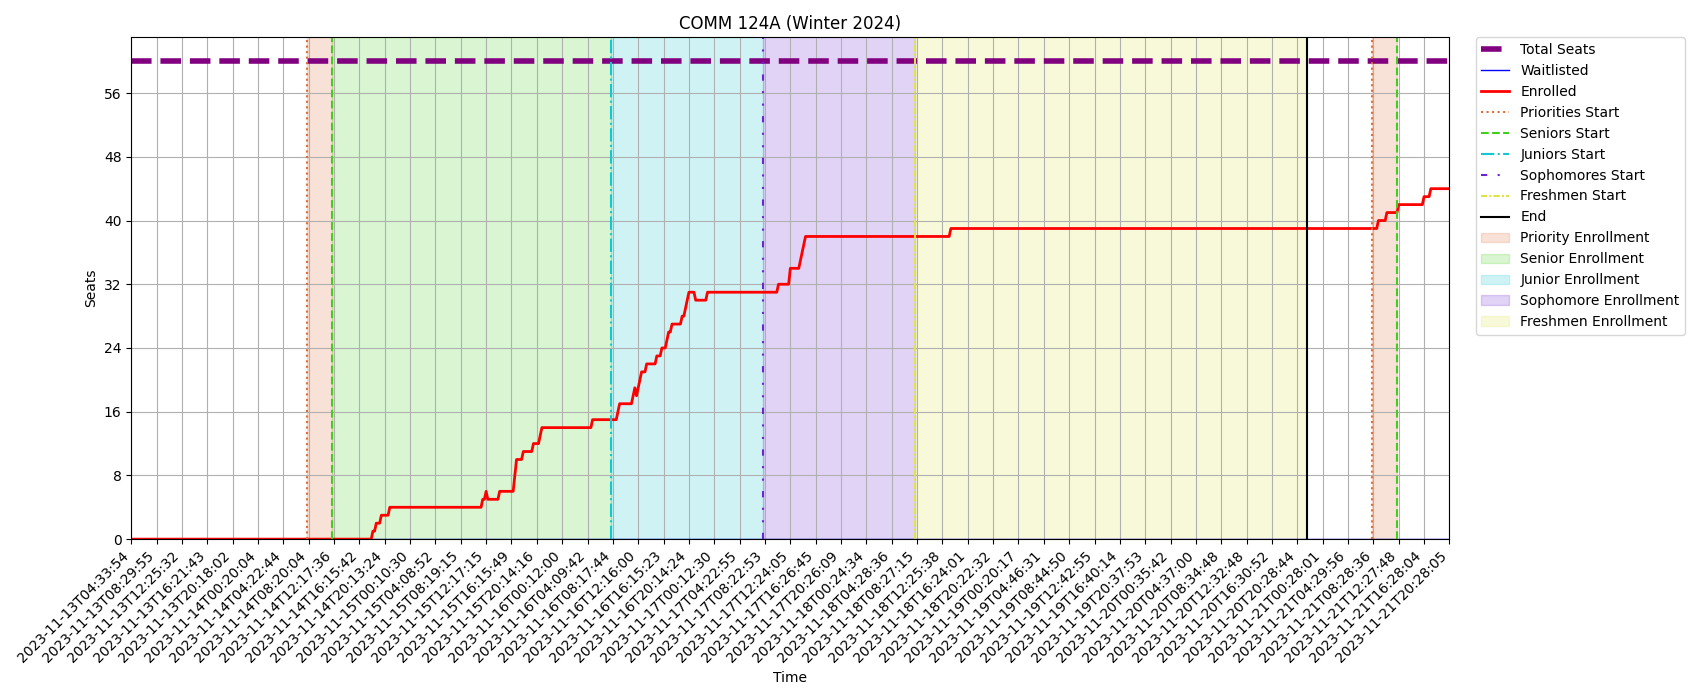 COMM 124A (Winter 2024)
Seats
56
48
40
32
24
16
8
0
2023-11-13T04:33:54
2023-11-13T08:29:55
2023-11-13T12:25:32
2023-11-13T16:21:43
2023-11-13T20:18:02
2023-11-14T00:20:04
2023-11-14T04:22:44
2023-11-14T08:20:04
2023-11-14T12:17:36
2023-11-14T16:15:42
2023-11-14T20:13:24
2023-11-15T00:10:30
2023-11-15T04:08:52
2023-11-15T08:19:15
2023-11-15T12:17:15
2023-11-15T16:15:49
2023-11-15T20:14:16
2023-11-16T00:12:00
2023-11-16T04:09:42
2023-11-16T08:17:44
2023-11-16T12:16:00
2023-11-16T16:15:23
2023-11-16T20:14:24
2023-11-17T00:12:30
2023-11-17T04:22:55
2023-11-17T08:22:53
2023-11-17T12:24:05
2023-11-17T16:26:45
2023-11-17T20:26:09
2023-11-18T00:24:34
2023-11-18T04:28:36
2023-11-18T08:27:15
2023-11-18T12:25:38
2023-11-18T16:24:01
2023-11-18T20:22:32
2023-11-19T00:20:17
2023-11-19T04:46:31
2023-11-19T08:44:50
2023-11-19T12:42:55
2023-11-19T16:40:14
2023-11-19T20:37:53
2023-11-20T00:35:42
2023-11-20T04:37:00
2023-11-20T08:34:48
2023-11-20T12:32:48
2023-11-20T16:30:52
2023-11-20T20:28:44
2023-11-21T00:28:01
2023-11-21T04:29:56
2023-11-21T08:28:36
2023-11-21T12:27:48
2023-11-21T16:28:04
2023-11-21T20:28:05
Time
Total Seats
Waitlisted
Enrolled
Priorities Start
Seniors Start
Juniors Start
Sophomores Start
Freshmen Start
End
Priority Enrollment
Senior Enrollment
Junior Enrollment
Sophomore Enrollment
Freshmen Enrollment